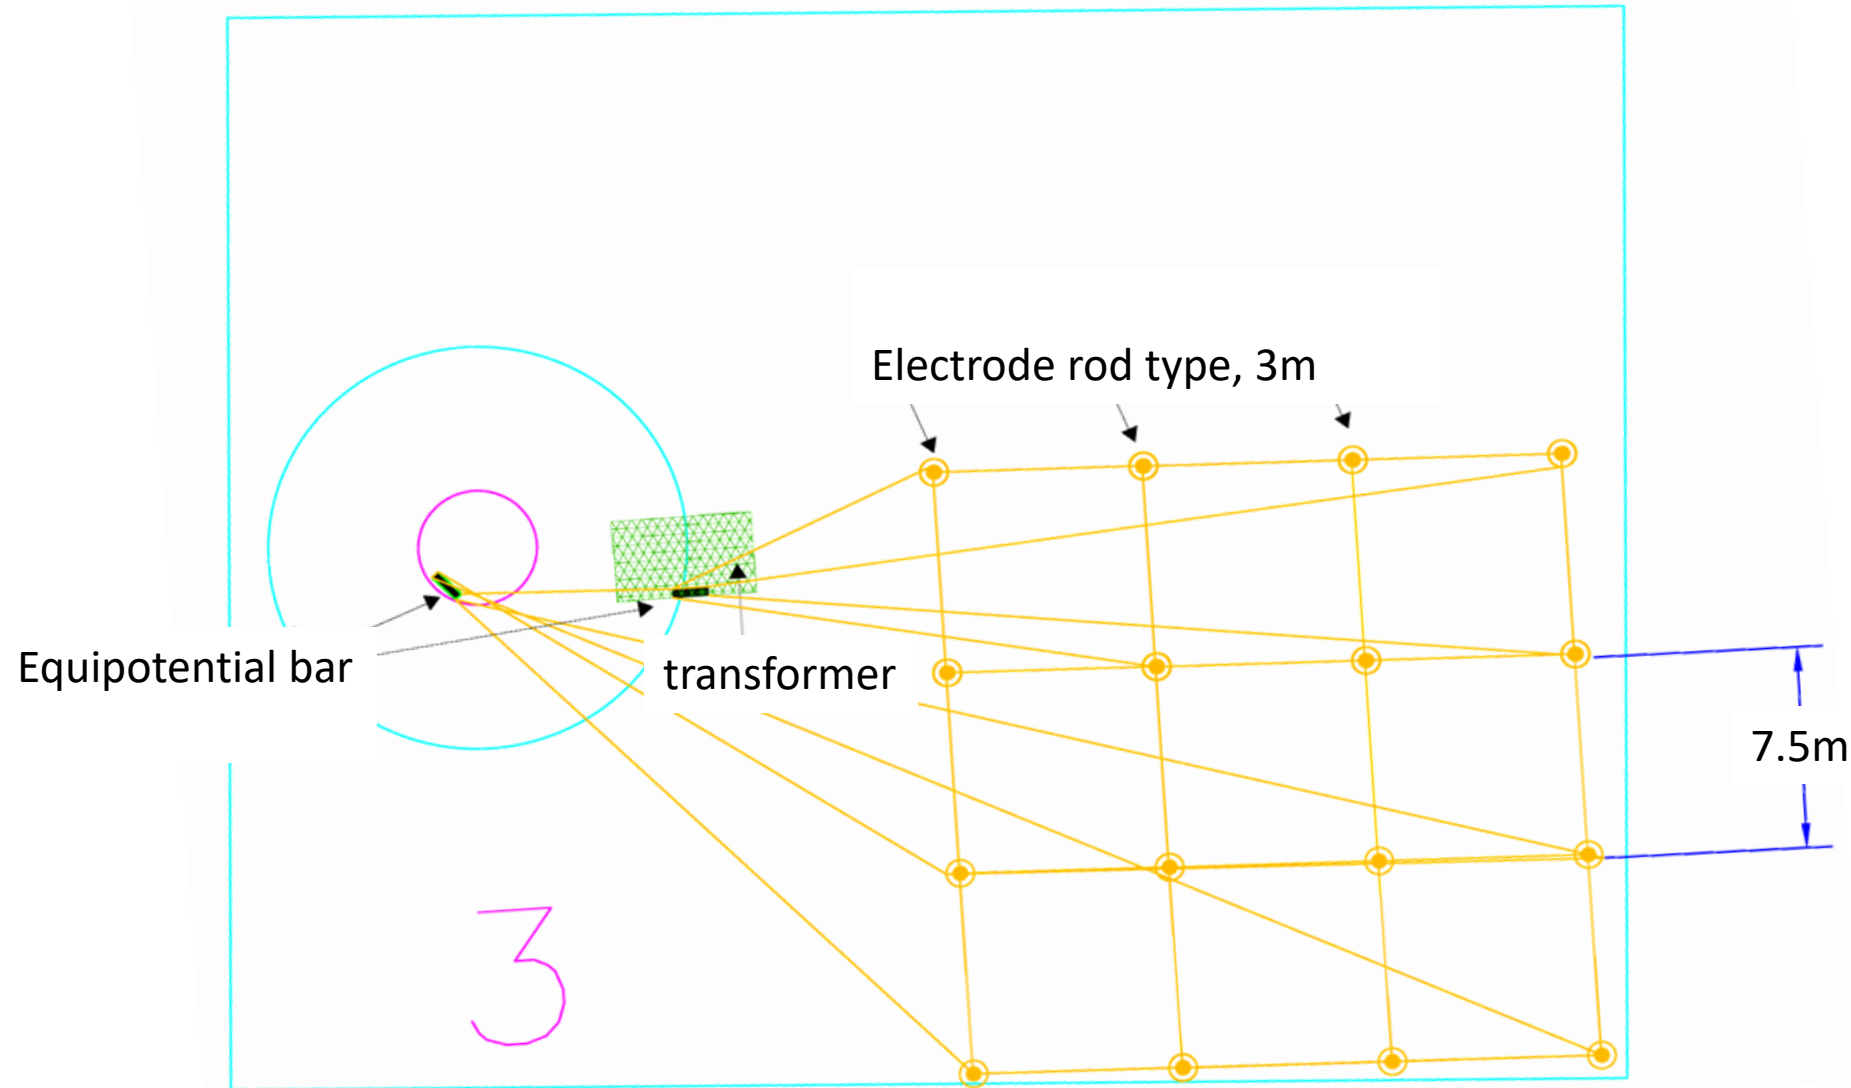 Electrode rod type, 3m
Equipotential bar
transformer
7.5m
3